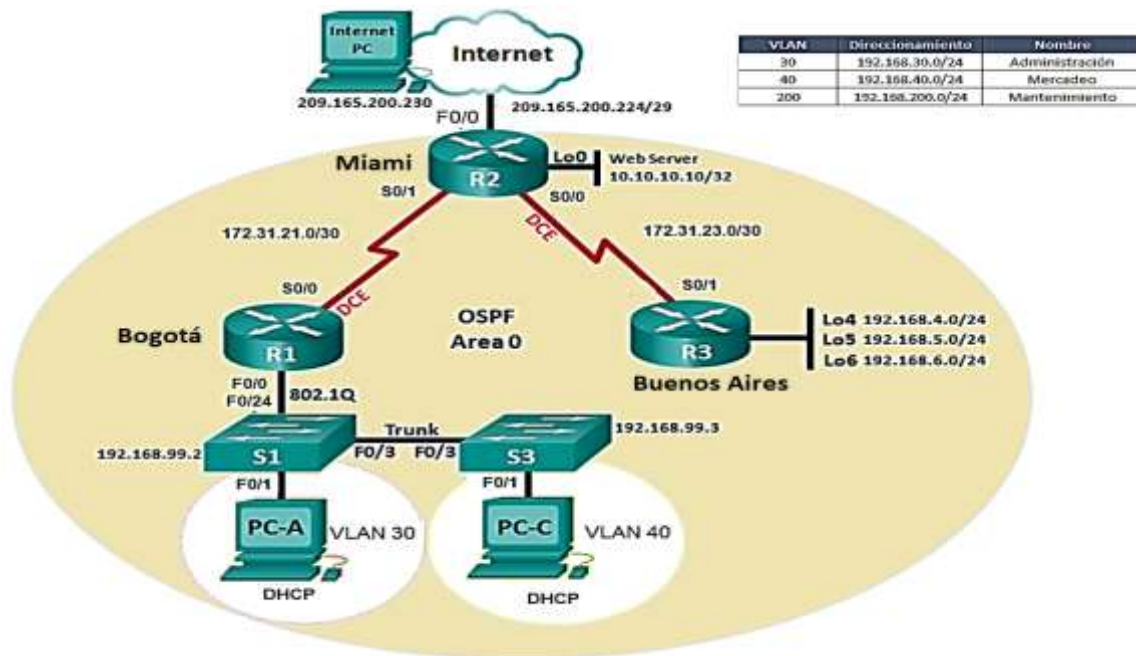 Internet PC
Internet
209.165.200.230
209.165.200.224/29
F0/0
VLAN Direccionamiento Nombre
30 192.168.30.0/24 Administración
40 192.168.40.0/24 Mercadeo
200 192.168.200.0/24 Mantenimiento
Miami
R2
Lo0
Web Server
10.10.10.10/32
S0/1
S0/0
DCE
172.31.21.0/30
172.31.23.0/30
S0/0
DCE
S0/1
OSPF
Area 0
Bogotá
R1
R3
Buenos Aires
Lo4 192.168.4.0/24
Lo5 192.168.5.0/24
Lo6 192.168.6.0/24
F0/0
F0/24
802.1Q
192.168.99.2
S1
Trunk
F0/3 F0/3
S3
192.168.99.3
F0/1
F0/1
PC-A
VLAN 30
PC-C
VLAN 40
DHCP
DHCP